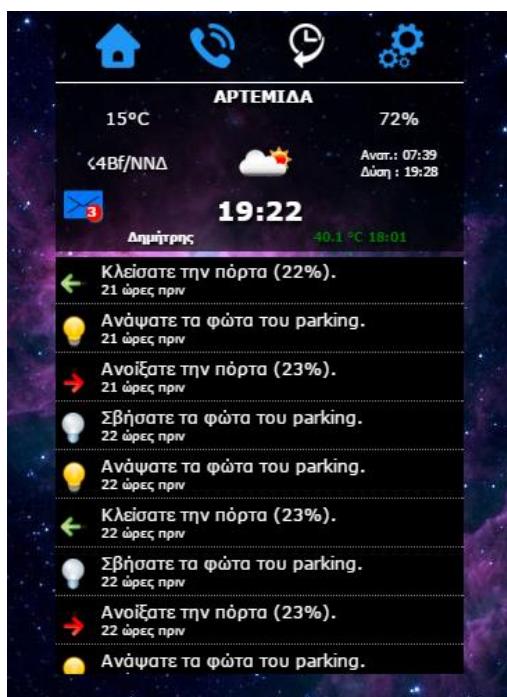 ΑΡΤΕΜΙΔΑ
15°C
72%
<4Bf/ΝΝΔ
Ανατ.: 07:39
Δύση : 19:28
3
19:22
Δημήτρης
40.1 °C 18:01
Κλείσατε την πόρτα (22%).
21 ώρες πριν
Ανάψατε τα φώτα του parking.
21 ώρες πριν
Ανοίξατε την πόρτα (23%).
21 ώρες πριν
Σβήσατε τα φώτα του parking.
22 ώρες πριν
Ανάψατε τα φώτα του parking.
22 ώρες πριν
Κλείσατε την πόρτα (23%).
22 ώρες πριν
Σβήσατε τα φώτα του parking.
22 ώρες πριν
Ανοίξατε την πόρτα (23%).
22 ώρες πριν
Ανάψατε τα φώτα του parking.